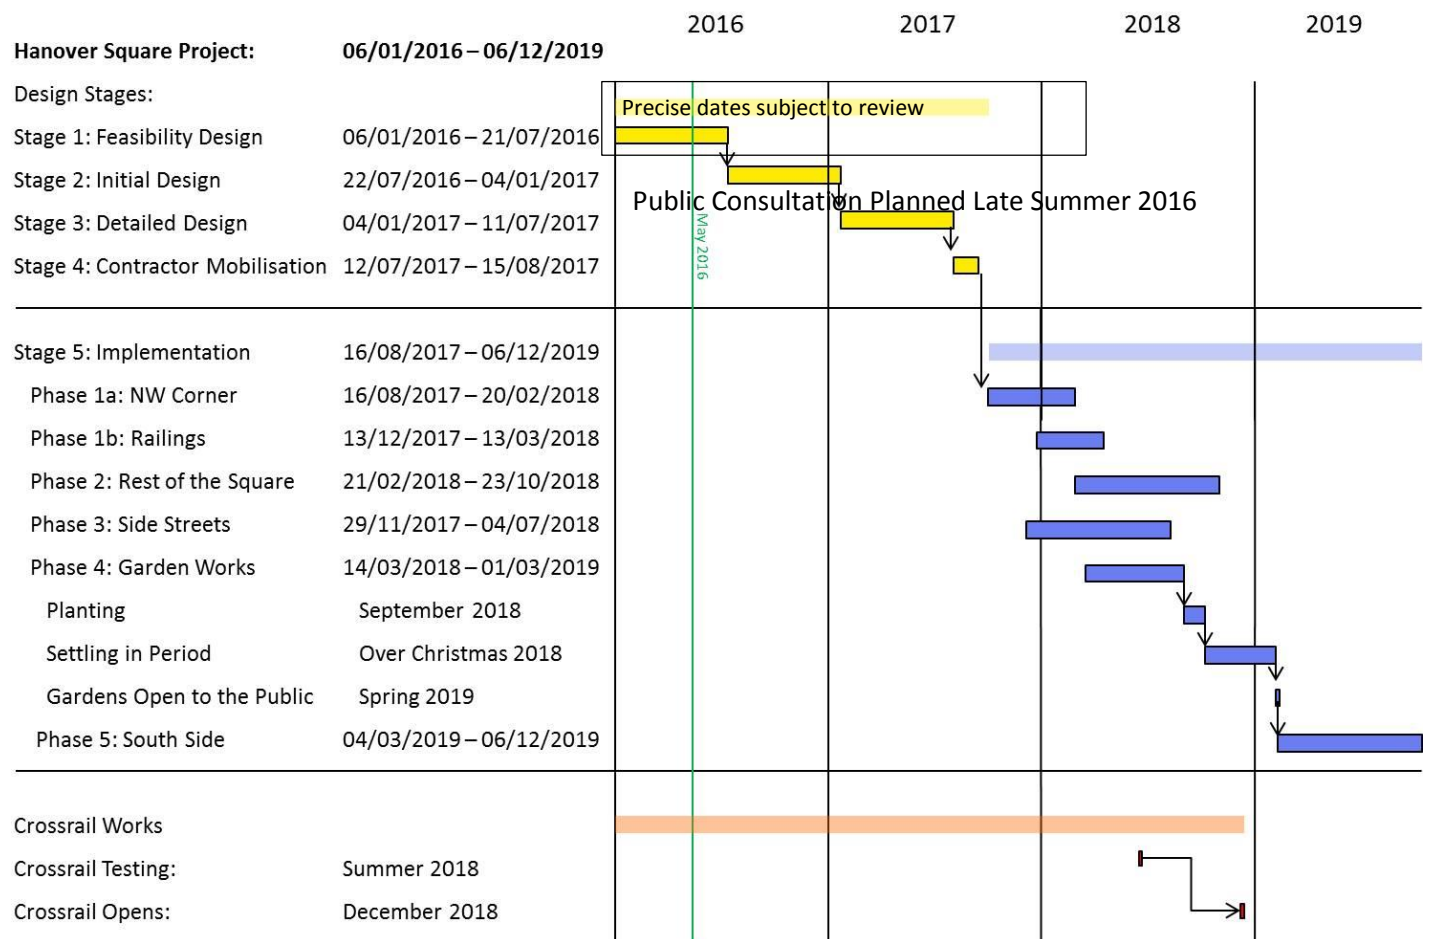 2016 2017 2018 2019
Hanover Square Project: 06/01/2016 – 06/12/2019
Design Stages:
Precise dates subject to review
Stage 1: Feasibility Design 06/01/2016 – 21/07/2016
Stage 2: Initial Design 22/07/2016 – 04/01/2017
Public Consultation Planned Late Summer 2016
Stage 3: Detailed Design 04/01/2017 – 11/07/2017
May 2016
Stage 4: Contractor Mobilisation 12/07/2017 – 15/08/2017
Stage 5: Implementation 16/08/2017 – 06/12/2019
Phase 1a: NW Corner 16/08/2017 – 20/02/2018
Phase 1b: Railings 13/12/2017 – 13/03/2018
Phase 2: Rest of the Square 21/02/2018 – 23/10/2018
Phase 3: Side Streets 29/11/2017 – 04/07/2018
Phase 4: Garden Works 14/03/2018 – 01/03/2019
Planting September 2018
Settling in Period Over Christmas 2018
Gardens Open to the Public Spring 2019
Phase 5: South Side 04/03/2019 – 06/12/2019
Crossrail Works
Crossrail Testing: Summer 2018
Crossrail Opens: December 2018